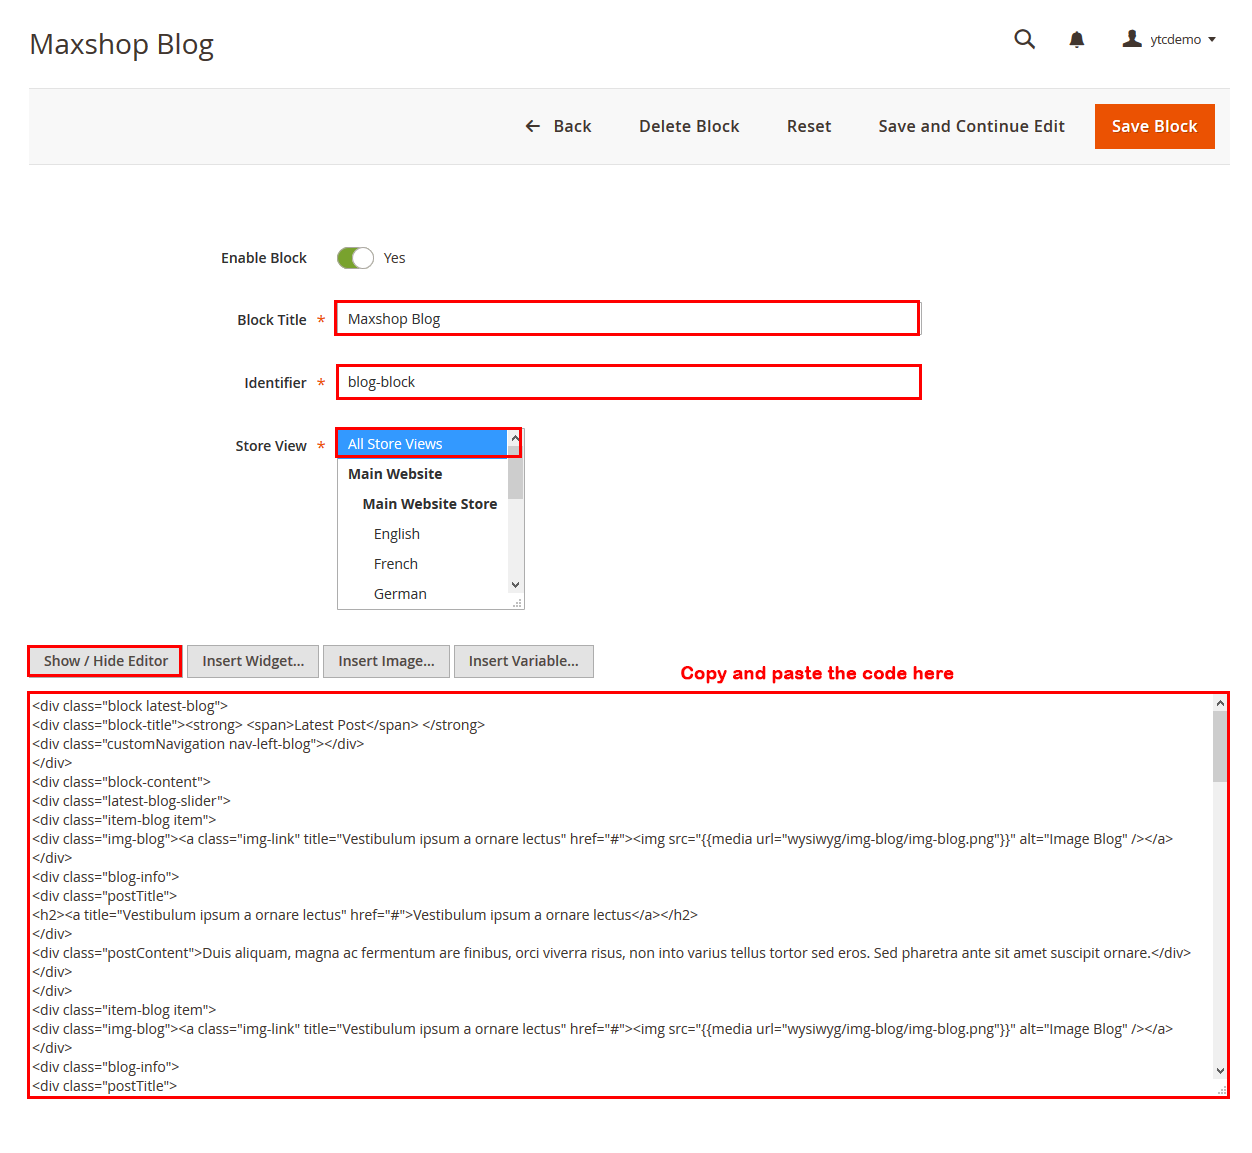 Maxshop Blog
ytcdemo
Back Delete Block Reset Save and Continue Edit Save Block
Enable Block Yes
Block Title * Maxshop Blog
Identifier * blog-block
Store View * All Store Views
Main Website
Main Website Store
English
French
German
Show / Hide Editor Insert Widget... Insert Image... Insert Variable...
Copy and paste the code here
<div class="block latest-blog">
<div class="block-title"><strong> <span>Latest Post</span> </strong>
<div class="customNavigation nav-left-blog"></div>
</div>
<div class="block-content">
<div class="latest-blog-slider">
<div class="item-blog item">
<div class="img-blog"><a class="img-link" title="Vestibulum ipsum a ornare lectus" href="#"><img src="{{media url="wysiwyg/img-blog/img-blog.png"}}" alt="Image Blog" /></a>
</div>
<div class="blog-info">
<div class="postTitle">
<h2><a title="Vestibulum ipsum a ornare lectus" href="#">Vestibulum ipsum a ornare lectus</a></h2>
</div>
<div class="postContent">Duis aliquam, magna ac fermentum are finibus, orci viverra risus, non into varius tellus tortor sed eros. Sed pharetra ante sit amet suscipit ornare.</div>
</div>
</div>
<div class="item-blog item">
<div class="img-blog"><a class="img-link" title="Vestibulum ipsum a ornare lectus" href="#"><img src="{{media url="wysiwyg/img-blog/img-blog.png"}}" alt="Image Blog" /></a>
</div>
<div class="blog-info">
<div class="postTitle">